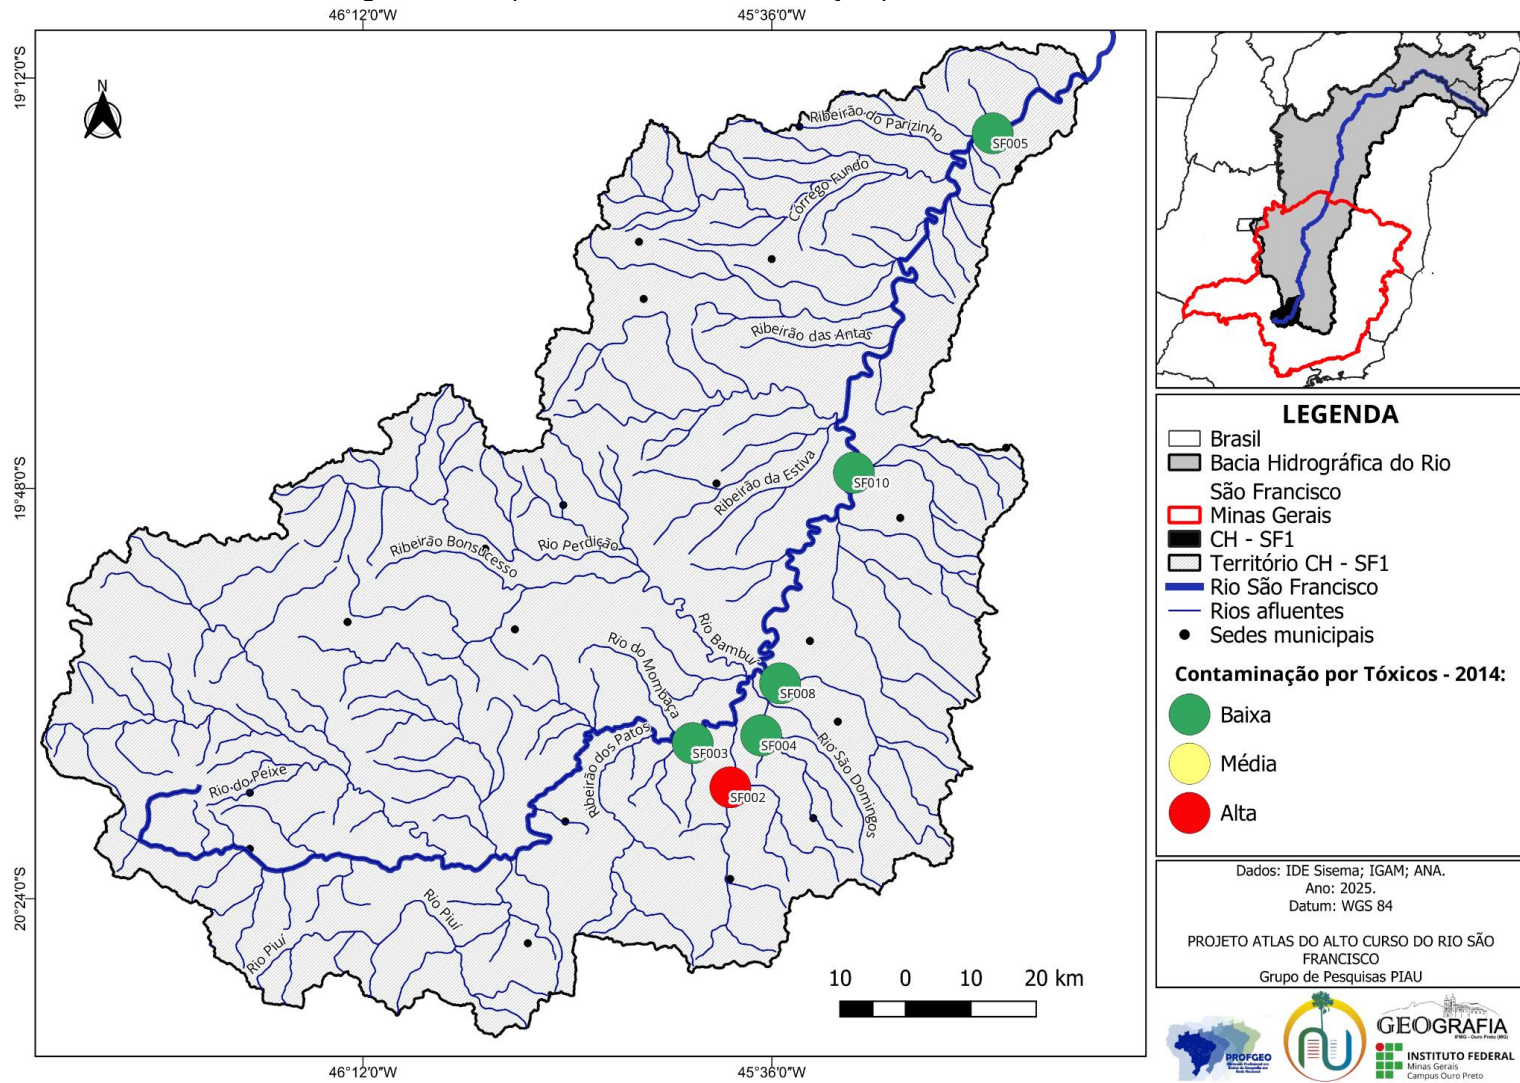 46°12'0"W
45°36'0"W
19°12'0"S
19°48'0"S
20°24'0"S
N
Ribeirão do Parizinho
SF005
Córrego Fundo
Ribeirão das Antas
Ribeirão da Estiva
SF010
Ribeirão Bonsucesso
Rio Perdição
Rio Bambuí
Rio do Mombaça
SF008
SF004
SF003
SF002
Ribeirão dos Patos
Rio São Domingos
Rio do Peixe
Rio Piuí
Rio Piuí
10 0 10 20 km
46°12'0"W
45°36'0"W
LEGENDA
Brasil
Bacia Hidrográfica do Rio
São Francisco
Minas Gerais
CH - SF1
Território CH - SF1
Rio São Francisco
Rios afluentes
Sedes municipais
Contaminação por Tóxicos - 2014:
Baixa
Média
Alta
Dados: IDE Sisema; IGAM; ANA.
Ano: 2025.
Datum: WGS 84
PROJETO ATLAS DO ALTO CURSO DO RIO SÃO
FRANCISCO
Grupo de Pesquisas PIAU
PROFGEO
GEOGRAFIA
IFMG - Ouro Preto (MG)
INSTITUTO FEDERAL
Minas Gerais
Campus Ouro Preto